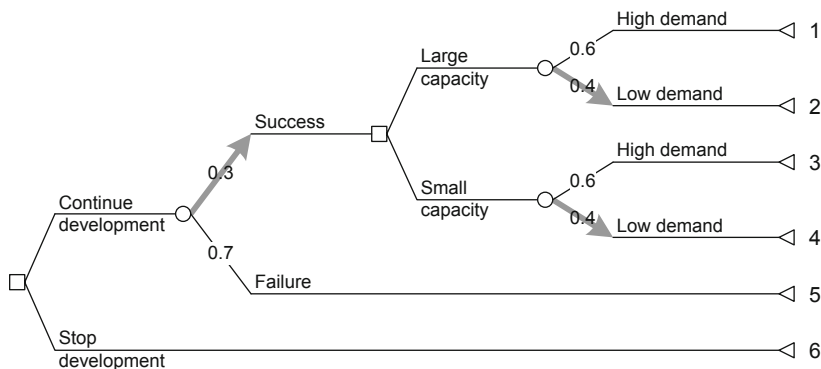 High demand
1
0.6
Large
capacity
0.4
Low demand
2
Success
High demand
3
0.3
0.6
Small
capacity
Continue
development
0.4
Low demand
4
0.7
Failure
5
Stop
development
6